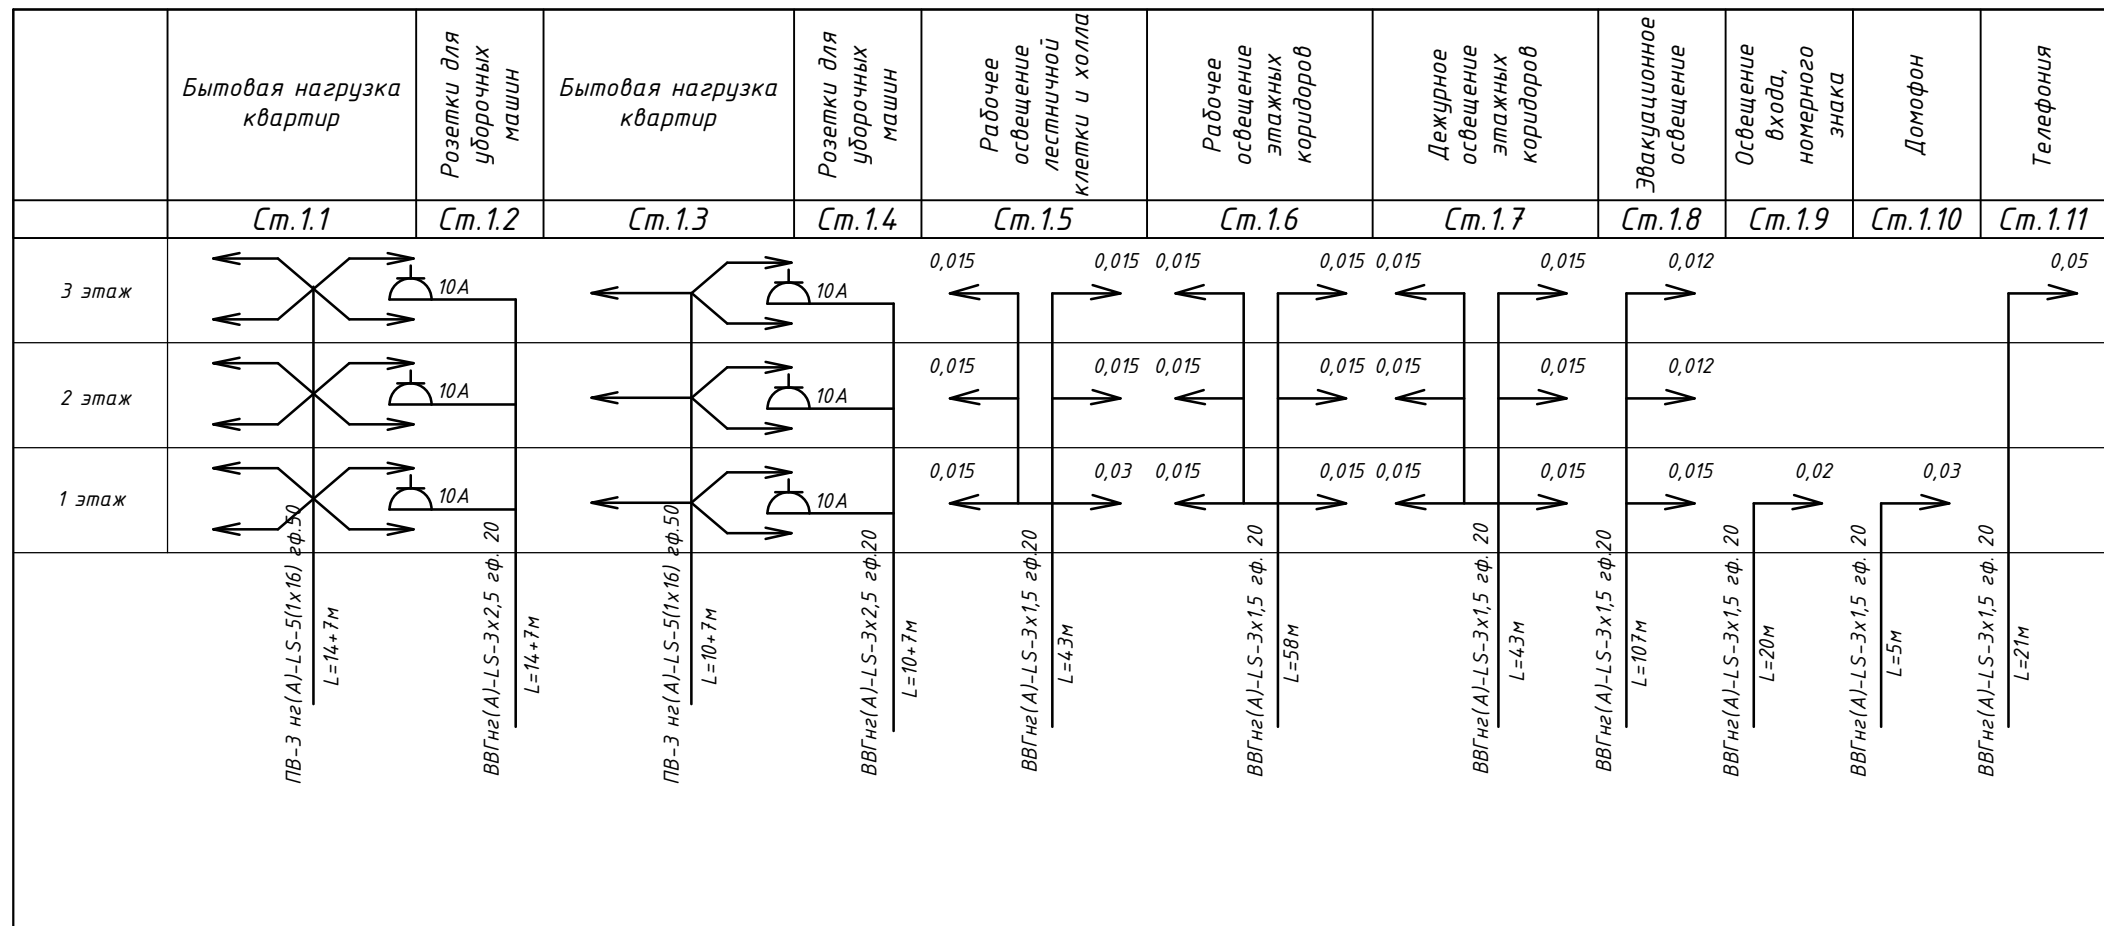 Бытовая нагрузка
квартир
Розетки для
уборочных
машин
Бытовая нагрузка
квартир
Розетки для
уборочных
машин
Рабочее
освещение
лестничной
клетки и холла
Рабочее
освещение
этажных
коридоров
Дежурное
освещение
этажных
коридоров
Эвакуационное
освещение
Освещение
входа,
номерного
знака
Домофон
Телефония
Ст.1.1
Ст.1.2
Ст.1.3
Ст.1.4
Ст.1.5
Ст.1.6
Ст.1.7
Ст.1.8
Ст.1.9
Ст.1.10
Ст.1.11
3 этаж
10А
10А
0,015
0,015
0,015
0,015
0,015
0,015
0,012
0,05
2 этаж
10А
10А
0,015
0,015
0,015
0,015
0,015
0,015
0,012
1 этаж
10А
10А
0,015
0,03
0,015
0,015
0,015
0,015
0,015
0,02
0,03
ПВ-3 нг(А)-LS-5(1х16) гф.50
L=14+7м
ВВГнг(А)-LS-3х2,5 гф. 20
L=14+7м
ПВ-3 нг(А)-LS-5(1х16) гф.50
L=10+7м
ВВГнг(А)-LS-3х2,5 гф.20
L=10+7м
ВВГнг(А)-LS-3х1,5 гф.20
L=43м
ВВГнг(А)-LS-3х1,5 гф. 20
L=58м
ВВГнг(А)-LS-3х1,5 гф. 20
L=43м
ВВГнг(А)-LS-3х1,5 гф.20
L=107м
ВВГнг(А)-LS-3х1,5 гф. 20
L=20м
ВВГнг(А)-LS-3х1,5 гф. 20
L=5м
ВВГнг(А)-LS-3х1,5 гф. 20
L=21м